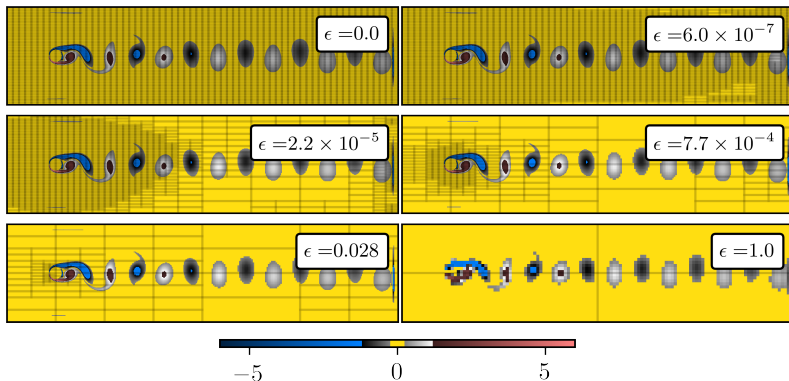 ϵ =0.0
ϵ =6.0 × 10⁻⁷
ϵ =2.2 × 10⁻⁵
ϵ =7.7 × 10⁻⁴
ϵ =0.028
ϵ =1.0
−5 0 5